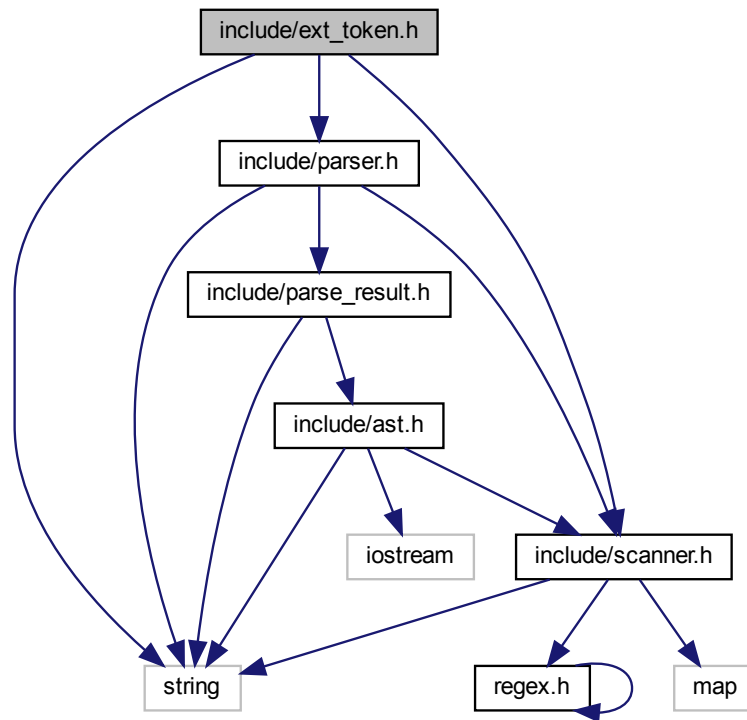 include/ext_token.h
include/parser.h
include/parse_result.h
include/ast.h
iostream
include/scanner.h
string
regex.h
map